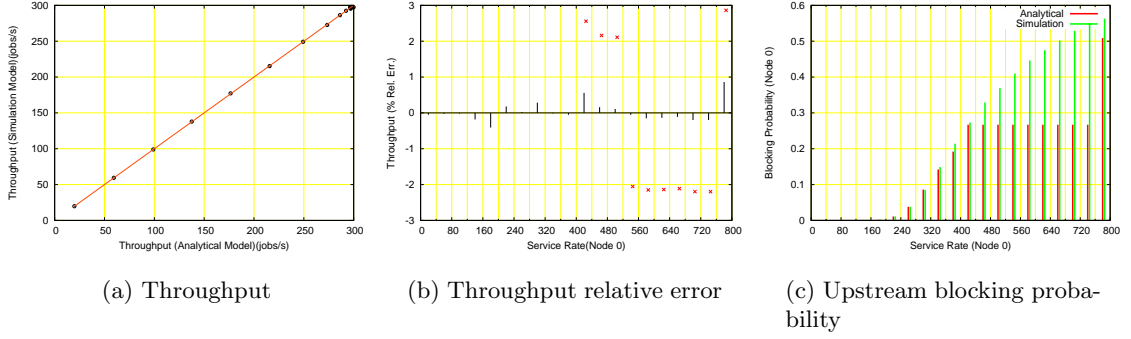 Throughput (Simulation Model)(jobs/s)
300
250
200
150
100
50
0
0 50 100 150 200 250 300
Throughput (Analytical Model)(jobs/s)
(a) Throughput
Throughput (% Rel. Err.)
3
2
1
0
-1
-2
-3
0 80 160 240 320 400 480 560 640 720 800
Service Rate(Node 0)
(b) Throughput relative error
Blocking Probability (Node 0)
0.6
0.5
0.4
0.3
0.2
0.1
0
Analytical
Simulation
0 80 160 240 320 400 480 560 640 720 800
Service Rate (Node 0)
(c) Upstream blocking proba-
bility